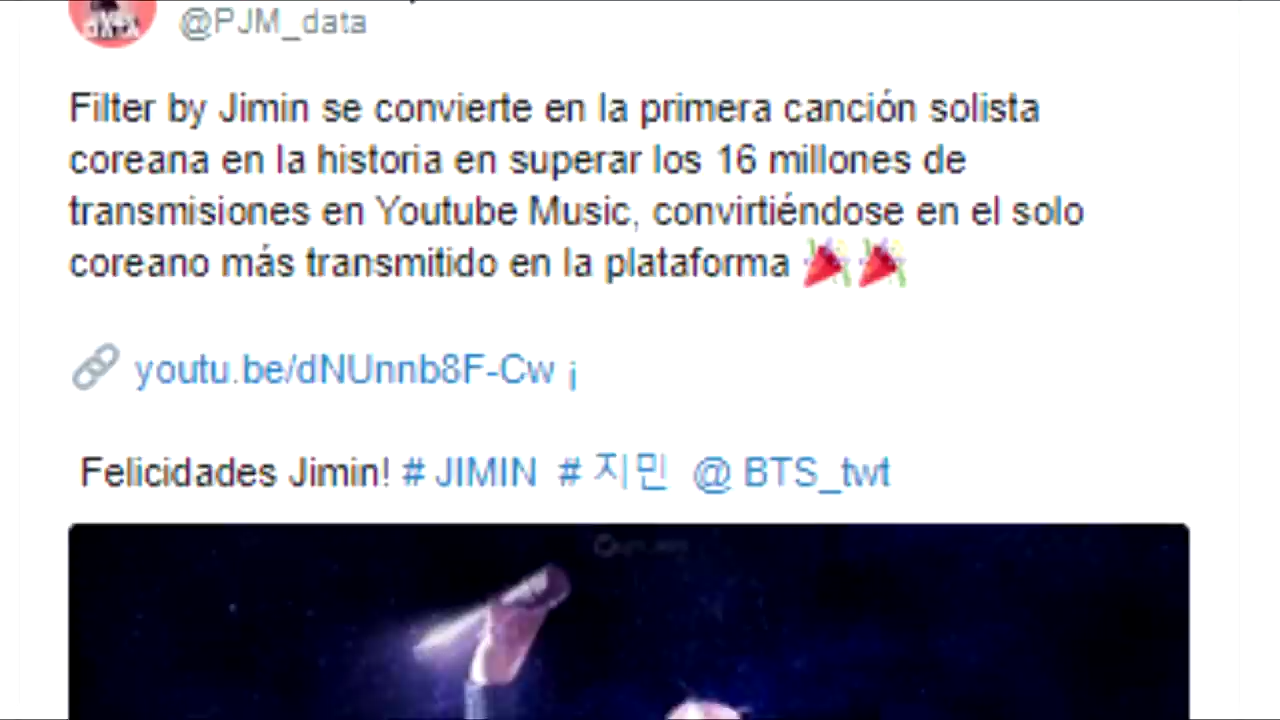 @PJM_data
Filter by Jimin se convierte en la primera canción solista
coreana en la historia en superar los 16 millones de
transmisiones en Youtube Music, convirtiéndose en el solo
coreano más transmitido en la plataforma 🎉🎉
🔗 youtu.be/dNUnnb8F-Cw ¡
Felicidades Jimin! # JIMIN # 지민 @ BTS_twt